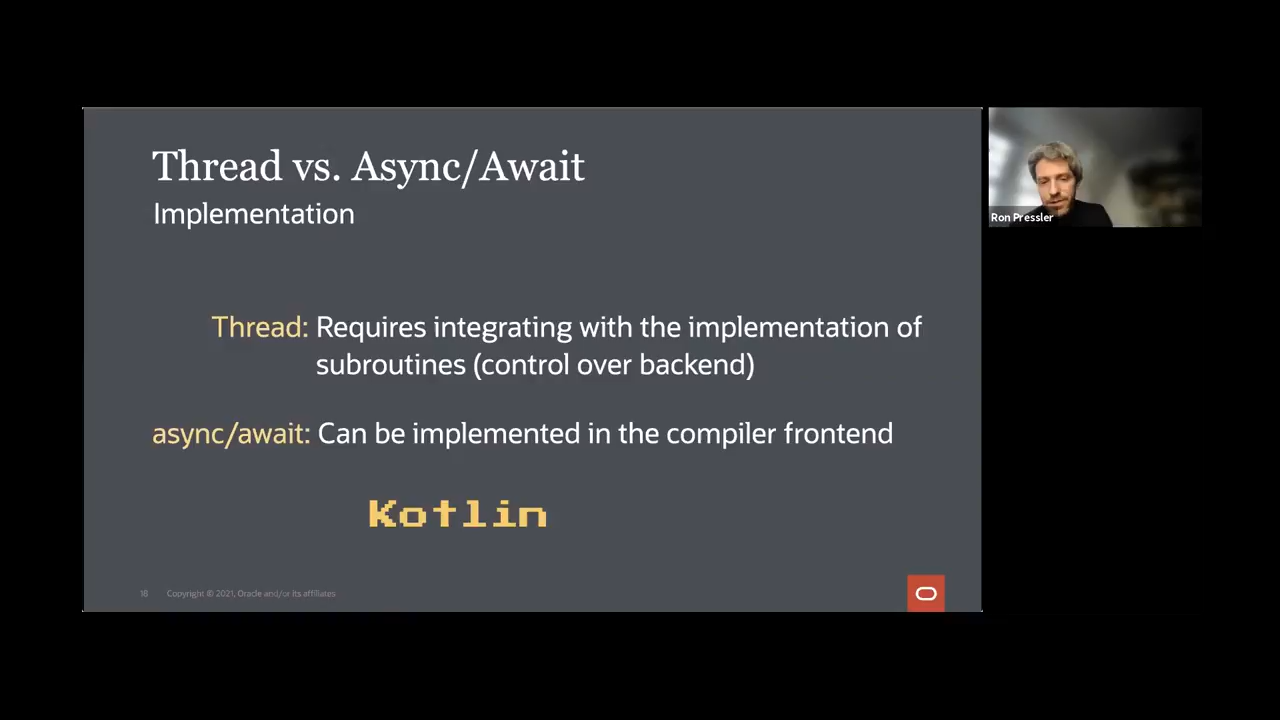 Thread vs. Async/Await
Implementation
Thread: Requires integrating with the implementation of
subroutines (control over backend)
async/await: Can be implemented in the compiler frontend
Kotlin
16 Copyright © 2021, Oracle and/or its affiliates
Ron Pressler